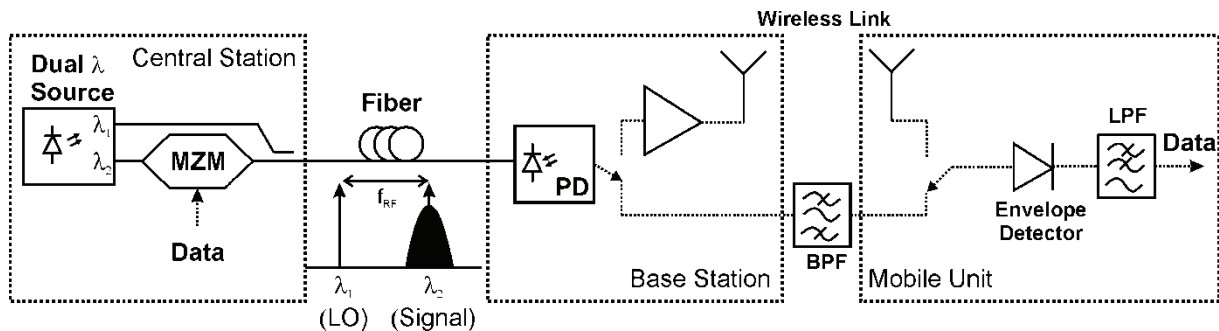 Wireless Link
Central Station
Dual λ
Source
λ₁
λ₂
MZM
Data
Fiber
f_RF
λ₁
λ₂
(LO)
(Signal)
PD
Base Station
BPF
Mobile Unit
Envelope
Detector
LPF
Data